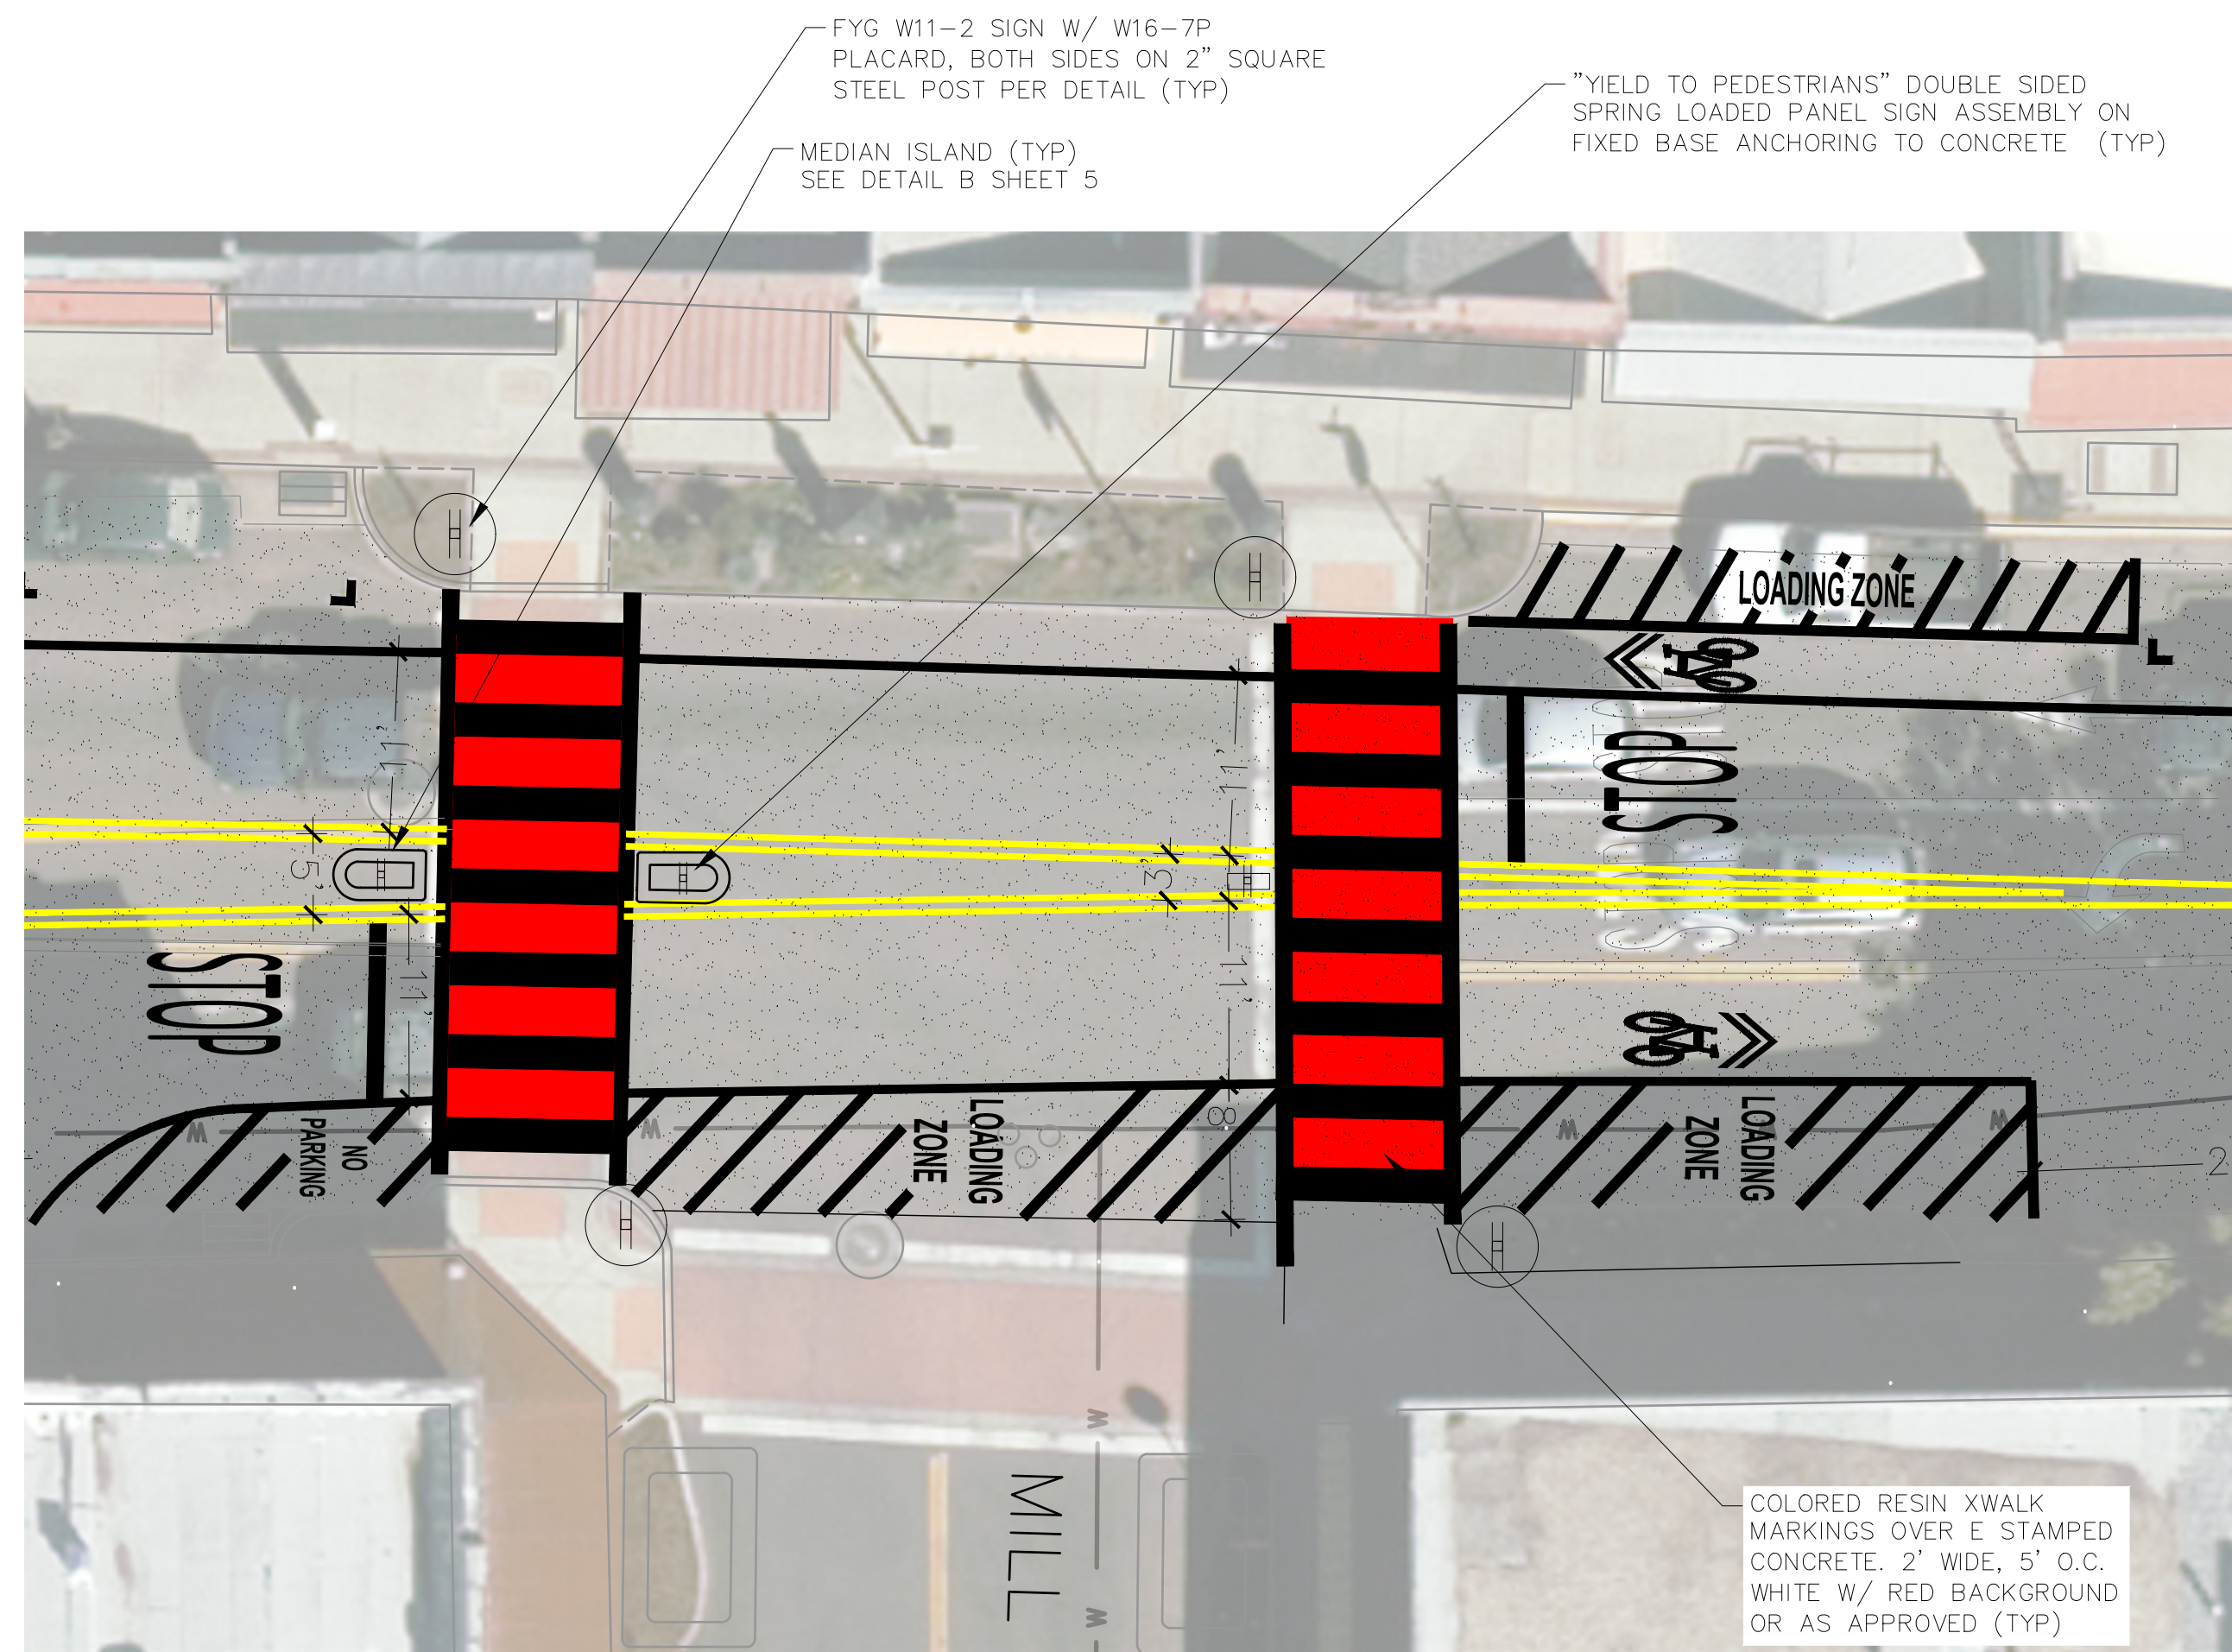 FYG W11-2 SIGN W/ W16-7P
PLACARD, BOTH SIDES ON 2" SQUARE
STEEL POST PER DETAIL (TYP)
"YIELD TO PEDESTRIANS" DOUBLE SIDED
SPRING LOADED PANEL SIGN ASSEMBLY ON
FIXED BASE ANCHORING TO CONCRETE (TYP)
MEDIAN ISLAND (TYP)
SEE DETAIL B SHEET 5
LOADING ZONE
11'
11'
STOP
STOP
5'
3'
STOP
11'
11'
8'
NO
PARKING
W
W
LOADING
ZONE
W
LOADING
ZONE
W
2
W
W
MILL
COLORED RESIN XWALK
MARKINGS OVER E STAMPED
CONCRETE. 2' WIDE, 5' O.C.
WHITE W/ RED BACKGROUND
OR AS APPROVED (TYP)